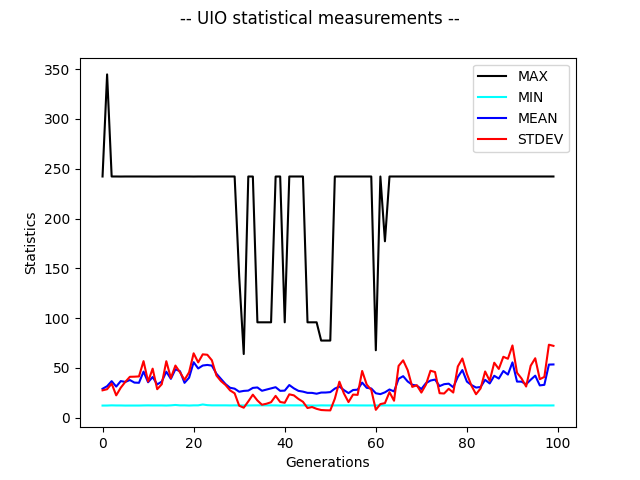 -- UIO statistical measurements --
350
300
250
200
150
100
50
0
Statistics
MAX
MIN
MEAN
STDEV
0 20 40 60 80 100
Generations